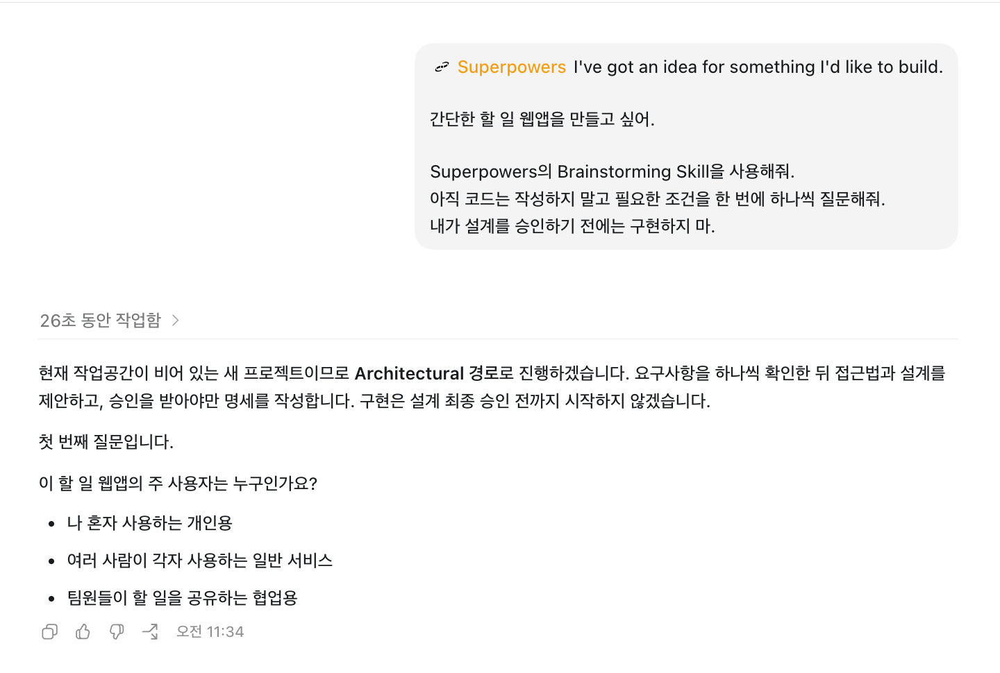 Superpowers I've got an idea for something I'd like to build.
간단한 할 일 웹앱을 만들고 싶어.
Superpowers의 Brainstorming Skill을 사용해줘.
아직 코드는 작성하지 말고 필요한 조건을 한 번에 하나씩 질문해줘.
내가 설계를 승인하기 전에는 구현하지 마.
26초 동안 작업함
현재 작업공간이 비어 있는 새 프로젝트이므로 Architectural 경로로 진행하겠습니다. 요구사항을 하나씩 확인한 뒤 접근법과 설계를
제안하고, 승인을 받아야만 명세를 작성합니다. 구현은 설계 최종 승인 전까지 시작하지 않겠습니다.
첫 번째 질문입니다.
이 할 일 웹앱의 주 사용자는 누구인가요?
• 나 혼자 사용하는 개인용
• 여러 사람이 각자 사용하는 일반 서비스
• 팀원들이 할 일을 공유하는 협업용
오전 11:34